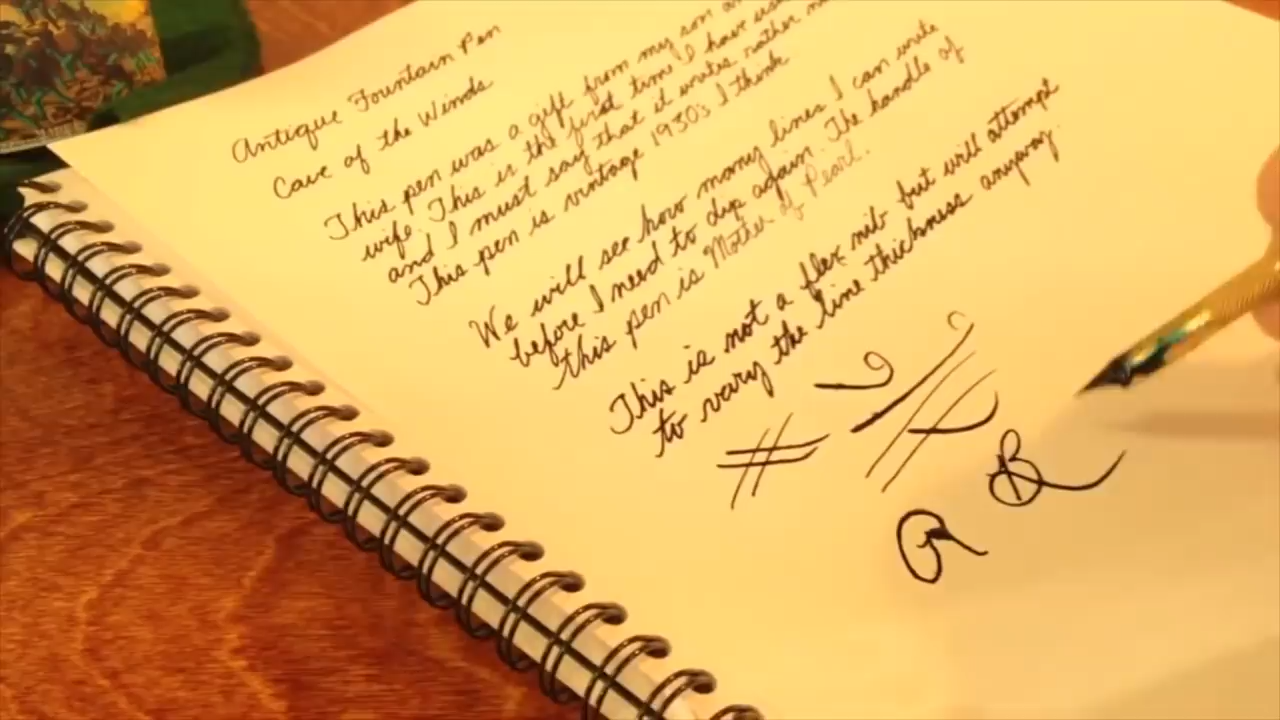 Antique Fountain Pen
Cave of the Winds
This pen was a gift from my son an
wife. This is the first time I have us
and I must say that it writes rather n
This pen is vintage 1930's I think
We will see how many lines I can write
before I need to dip again. The handle of
this pen is Mother of Pearl.
This is not a flex nib but will attempt
to vary the line thickness anyway.
a B